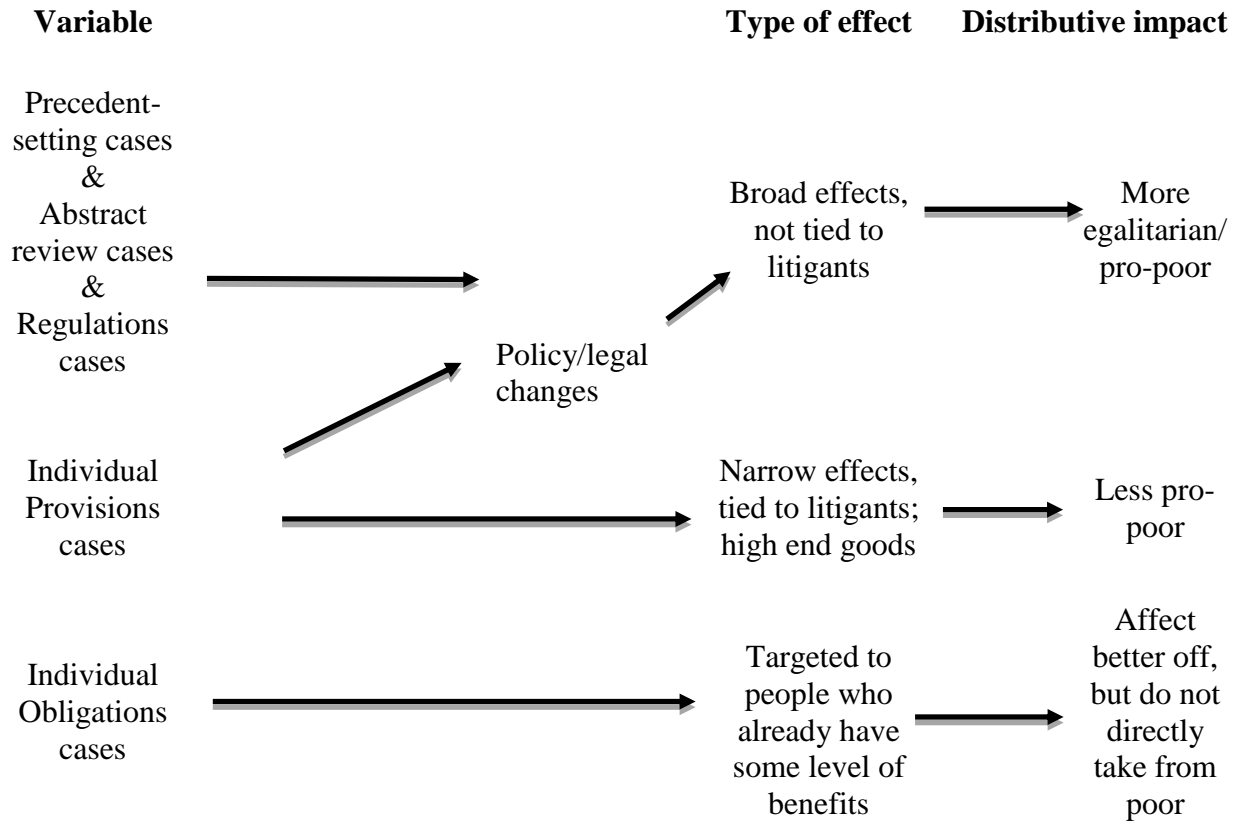 Variable
Type of effect
Distributive impact
Precedent-
setting cases
&
Abstract
review cases
&
Regulations
cases
Policy/legal
changes
Broad effects,
not tied to
litigants
More
egalitarian/
pro-poor
Individual
Provisions
cases
Narrow effects,
tied to litigants;
high end goods
Less pro-
poor
Individual
Obligations
cases
Targeted to
people who
already have
some level of
benefits
Affect
better off,
but do not
directly
take from
poor